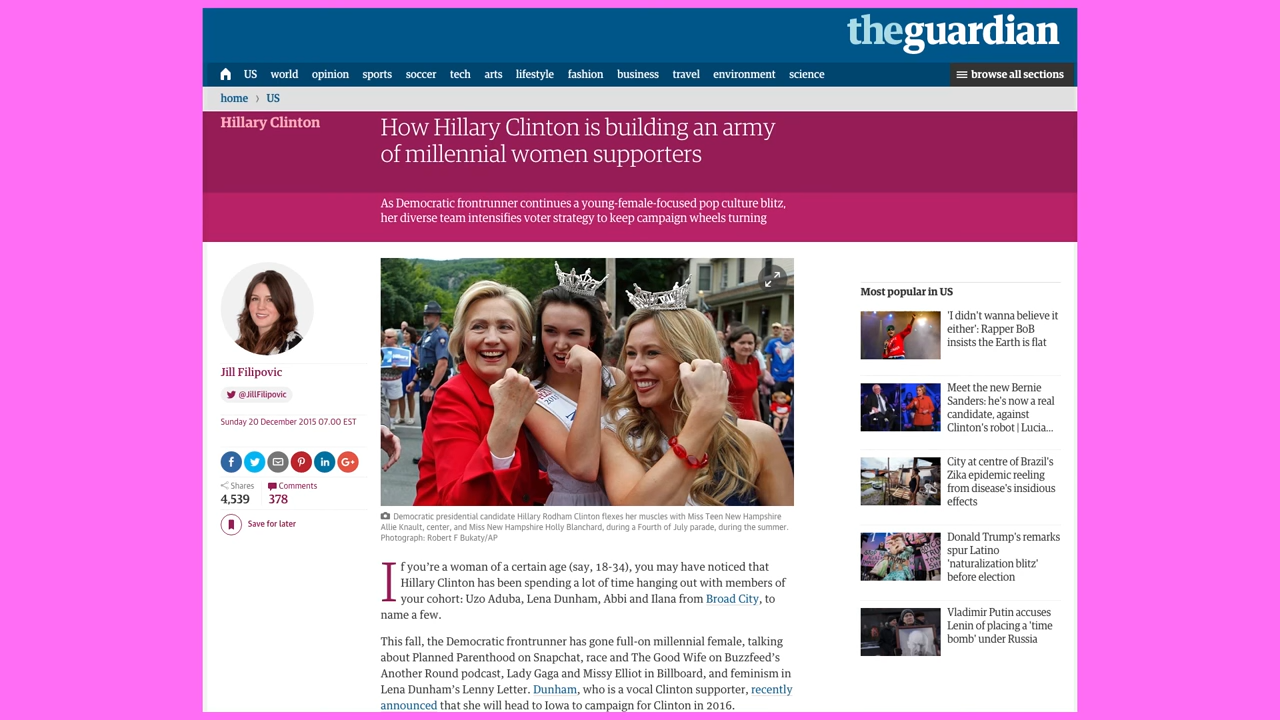 theguardian
US world opinion sports soccer tech arts lifestyle fashion business travel environment science browse all sections
home › US
Hillary Clinton
How Hillary Clinton is building an army
of millennial women supporters
As Democratic frontrunner continues a young-female-focused pop culture blitz,
her diverse team intensifies voter strategy to keep campaign wheels turning
Jill Filipovic
@JillFilipovic
Sunday 20 December 2015 07.00 EST
Shares
4,539
Comments
378
Save for later
Democratic presidential candidate Hillary Rodham Clinton flexes her muscles with Miss Teen New Hampshire
Allie Knault, center, and Miss New Hampshire Holly Blanchard, during a Fourth of July parade, during the summer.
Photograph: Robert F Bukaty/AP
If you’re a woman of a certain age (say, 18-34), you may have noticed that
Hillary Clinton has been spending a lot of time hanging out with members of
your cohort: Uzo Aduba, Lena Dunham, Abbi and Ilana from Broad City, to
name a few.
This fall, the Democratic frontrunner has gone full-on millennial female, talking
about Planned Parenthood on Snapchat, race and The Good Wife on Buzzfeed’s
Another Round podcast, Lady Gaga and Missy Elliot in Billboard, and feminism in
Lena Dunham’s Lenny Letter. Dunham, who is a vocal Clinton supporter, recently
announced that she will head to Iowa to campaign for Clinton in 2016.
Most popular in US
'I didn't wanna believe it
either': Rapper BoB
insists the Earth is flat
Meet the new Bernie
Sanders: he's now a real
candidate, against
Clinton's robot | Lucia...
City at centre of Brazil's
Zika epidemic reeling
from disease's insidious
effects
Donald Trump's remarks
spur Latino
'naturalization blitz'
before election
Vladimir Putin accuses
Lenin of placing a 'time
bomb' under Russia